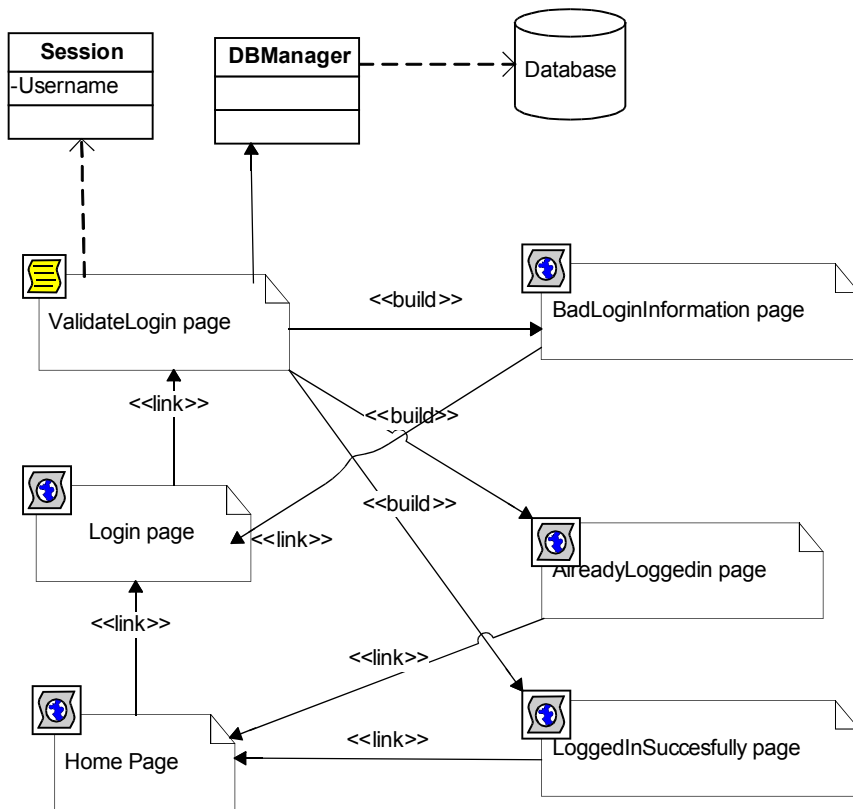 Session
-Username
DBManager
Database
ValidateLogin page
<<build>>
BadLoginInformation page
<<link>>
<<build>>
<<build>>
Login page
<<link>>
AlreadyLoggedin page
<<link>>
<<link>>
Home Page
<<link>>
LoggedInSuccesfully page